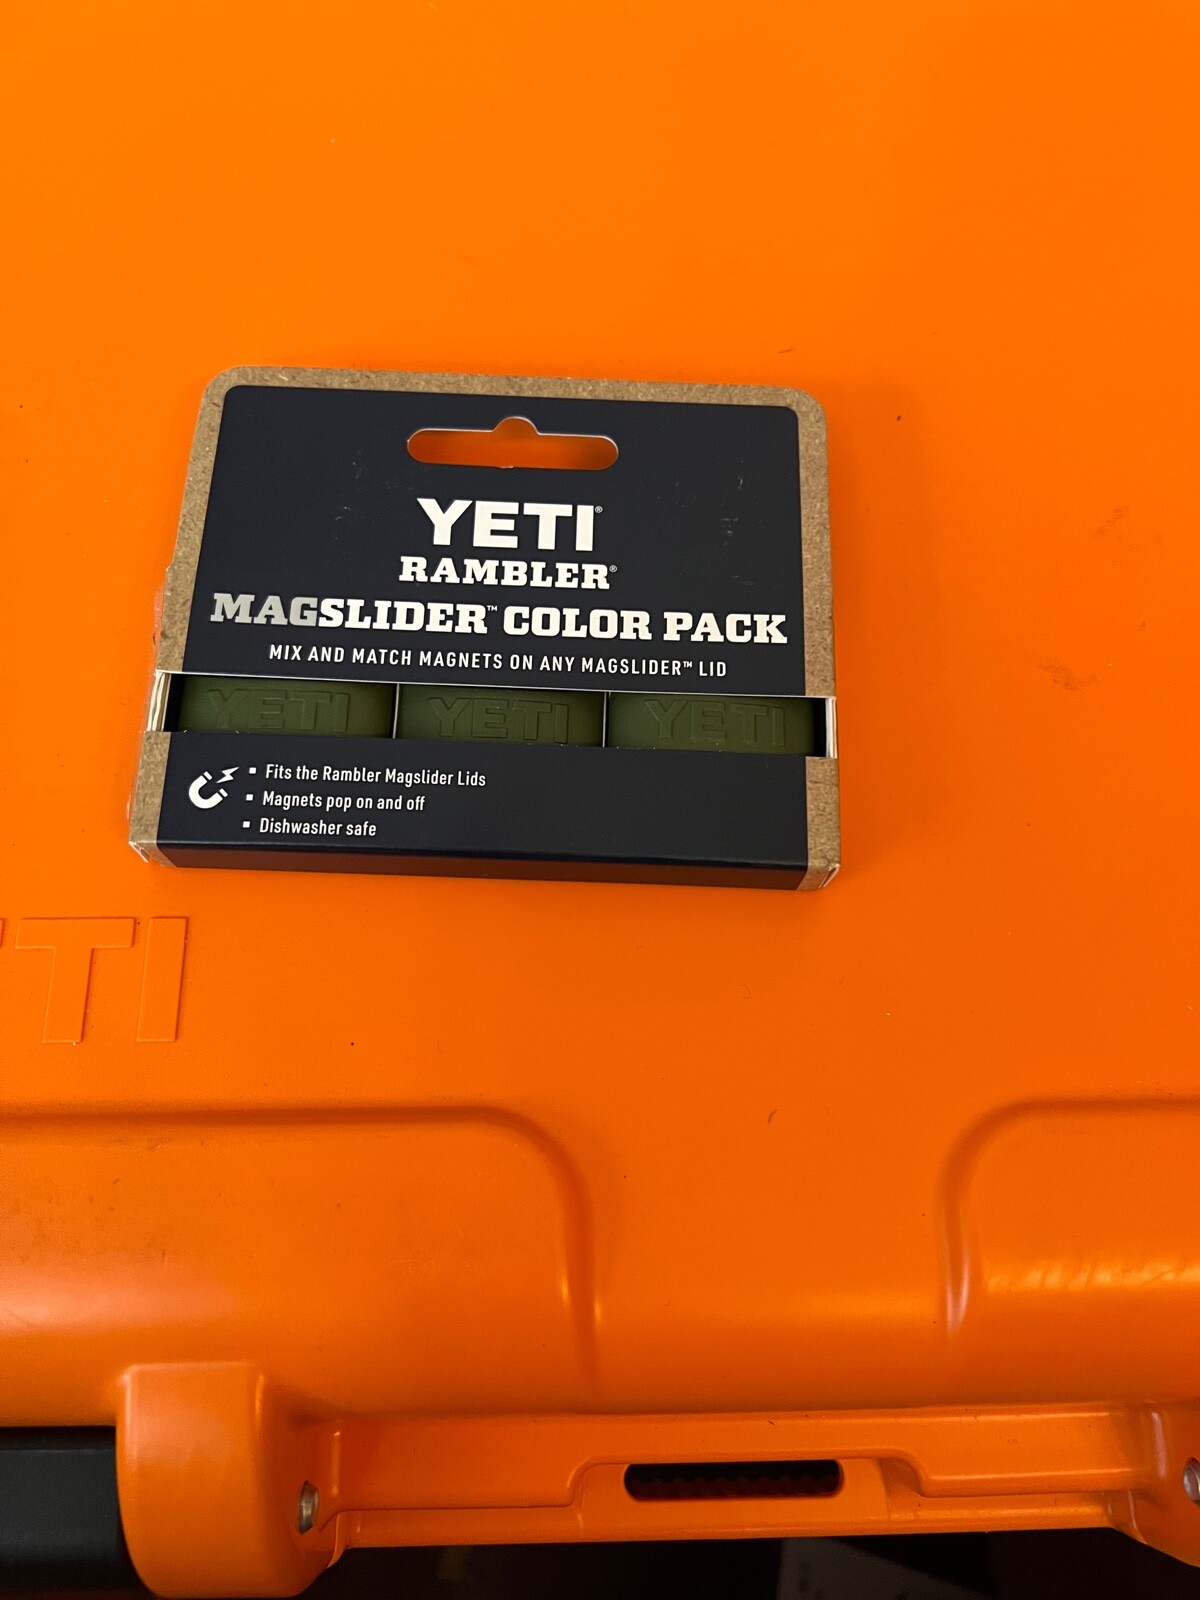 YETI®
RAMBLER®
MAGSLIDER™ COLOR PACK
MIX AND MATCH MAGNETS ON ANY MAGSLIDER™ LID
YETI YETI YETI
▪ Fits the Rambler Magslider Lids
▪ Magnets pop on and off
▪ Dishwasher safe
TI